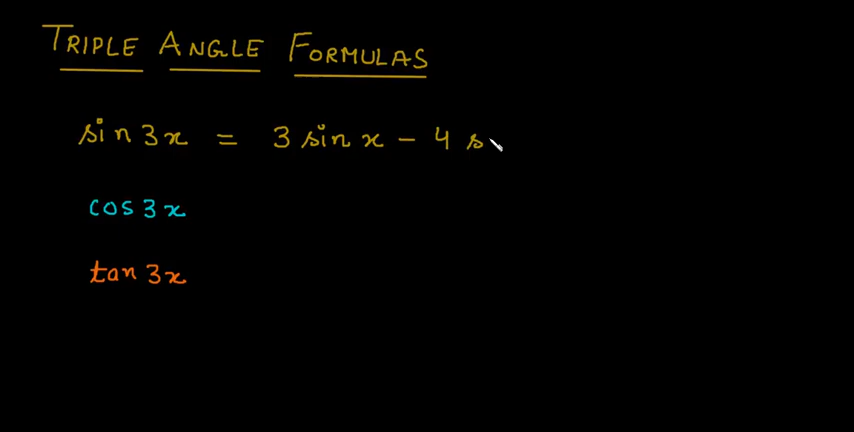 TRIPLE ANGLE FORMULAS
sin 3x = 3 sin x - 4 s
cos 3x
tan 3x